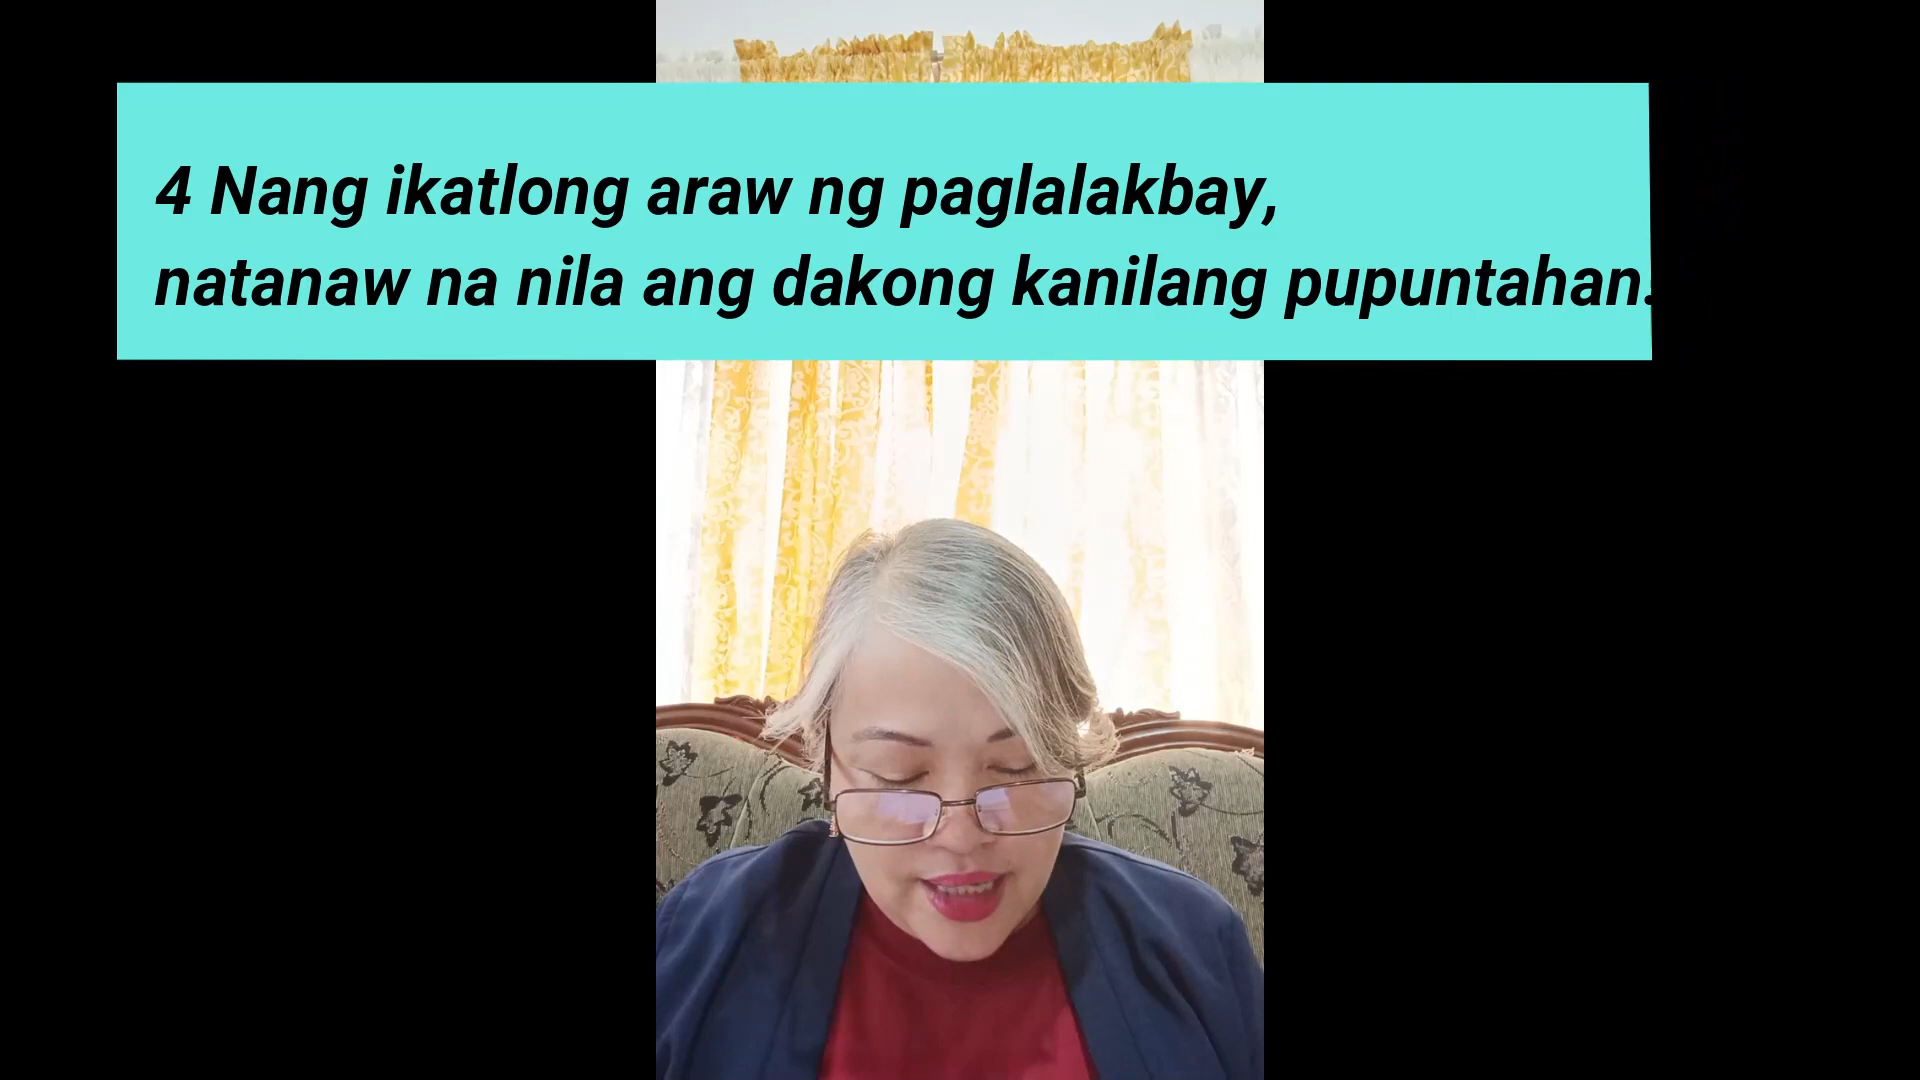 4 Nang ikatlong araw ng paglalakbay,
natanaw na nila ang dakong kanilang pupuntahan.